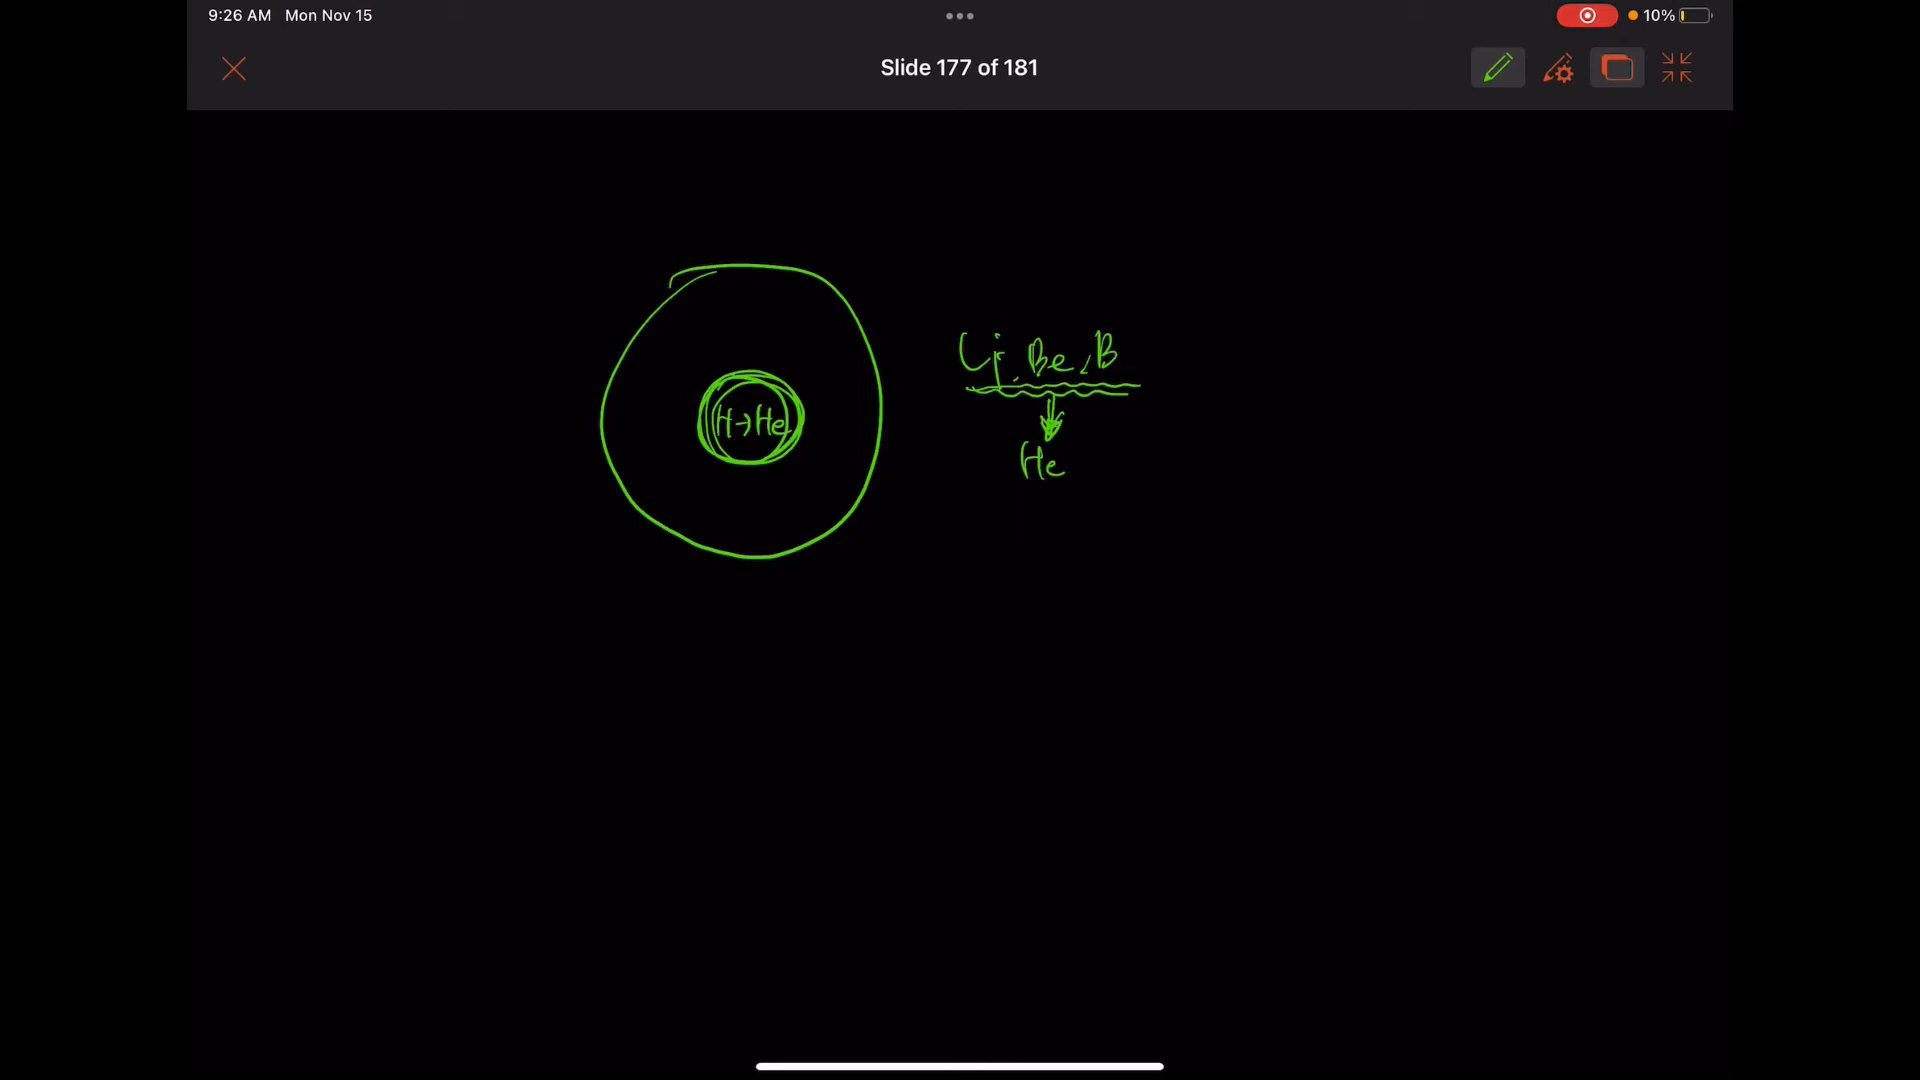 9:26 AM Mon Nov 15
10%
Slide 177 of 181
Li, Be, B
H→He
He